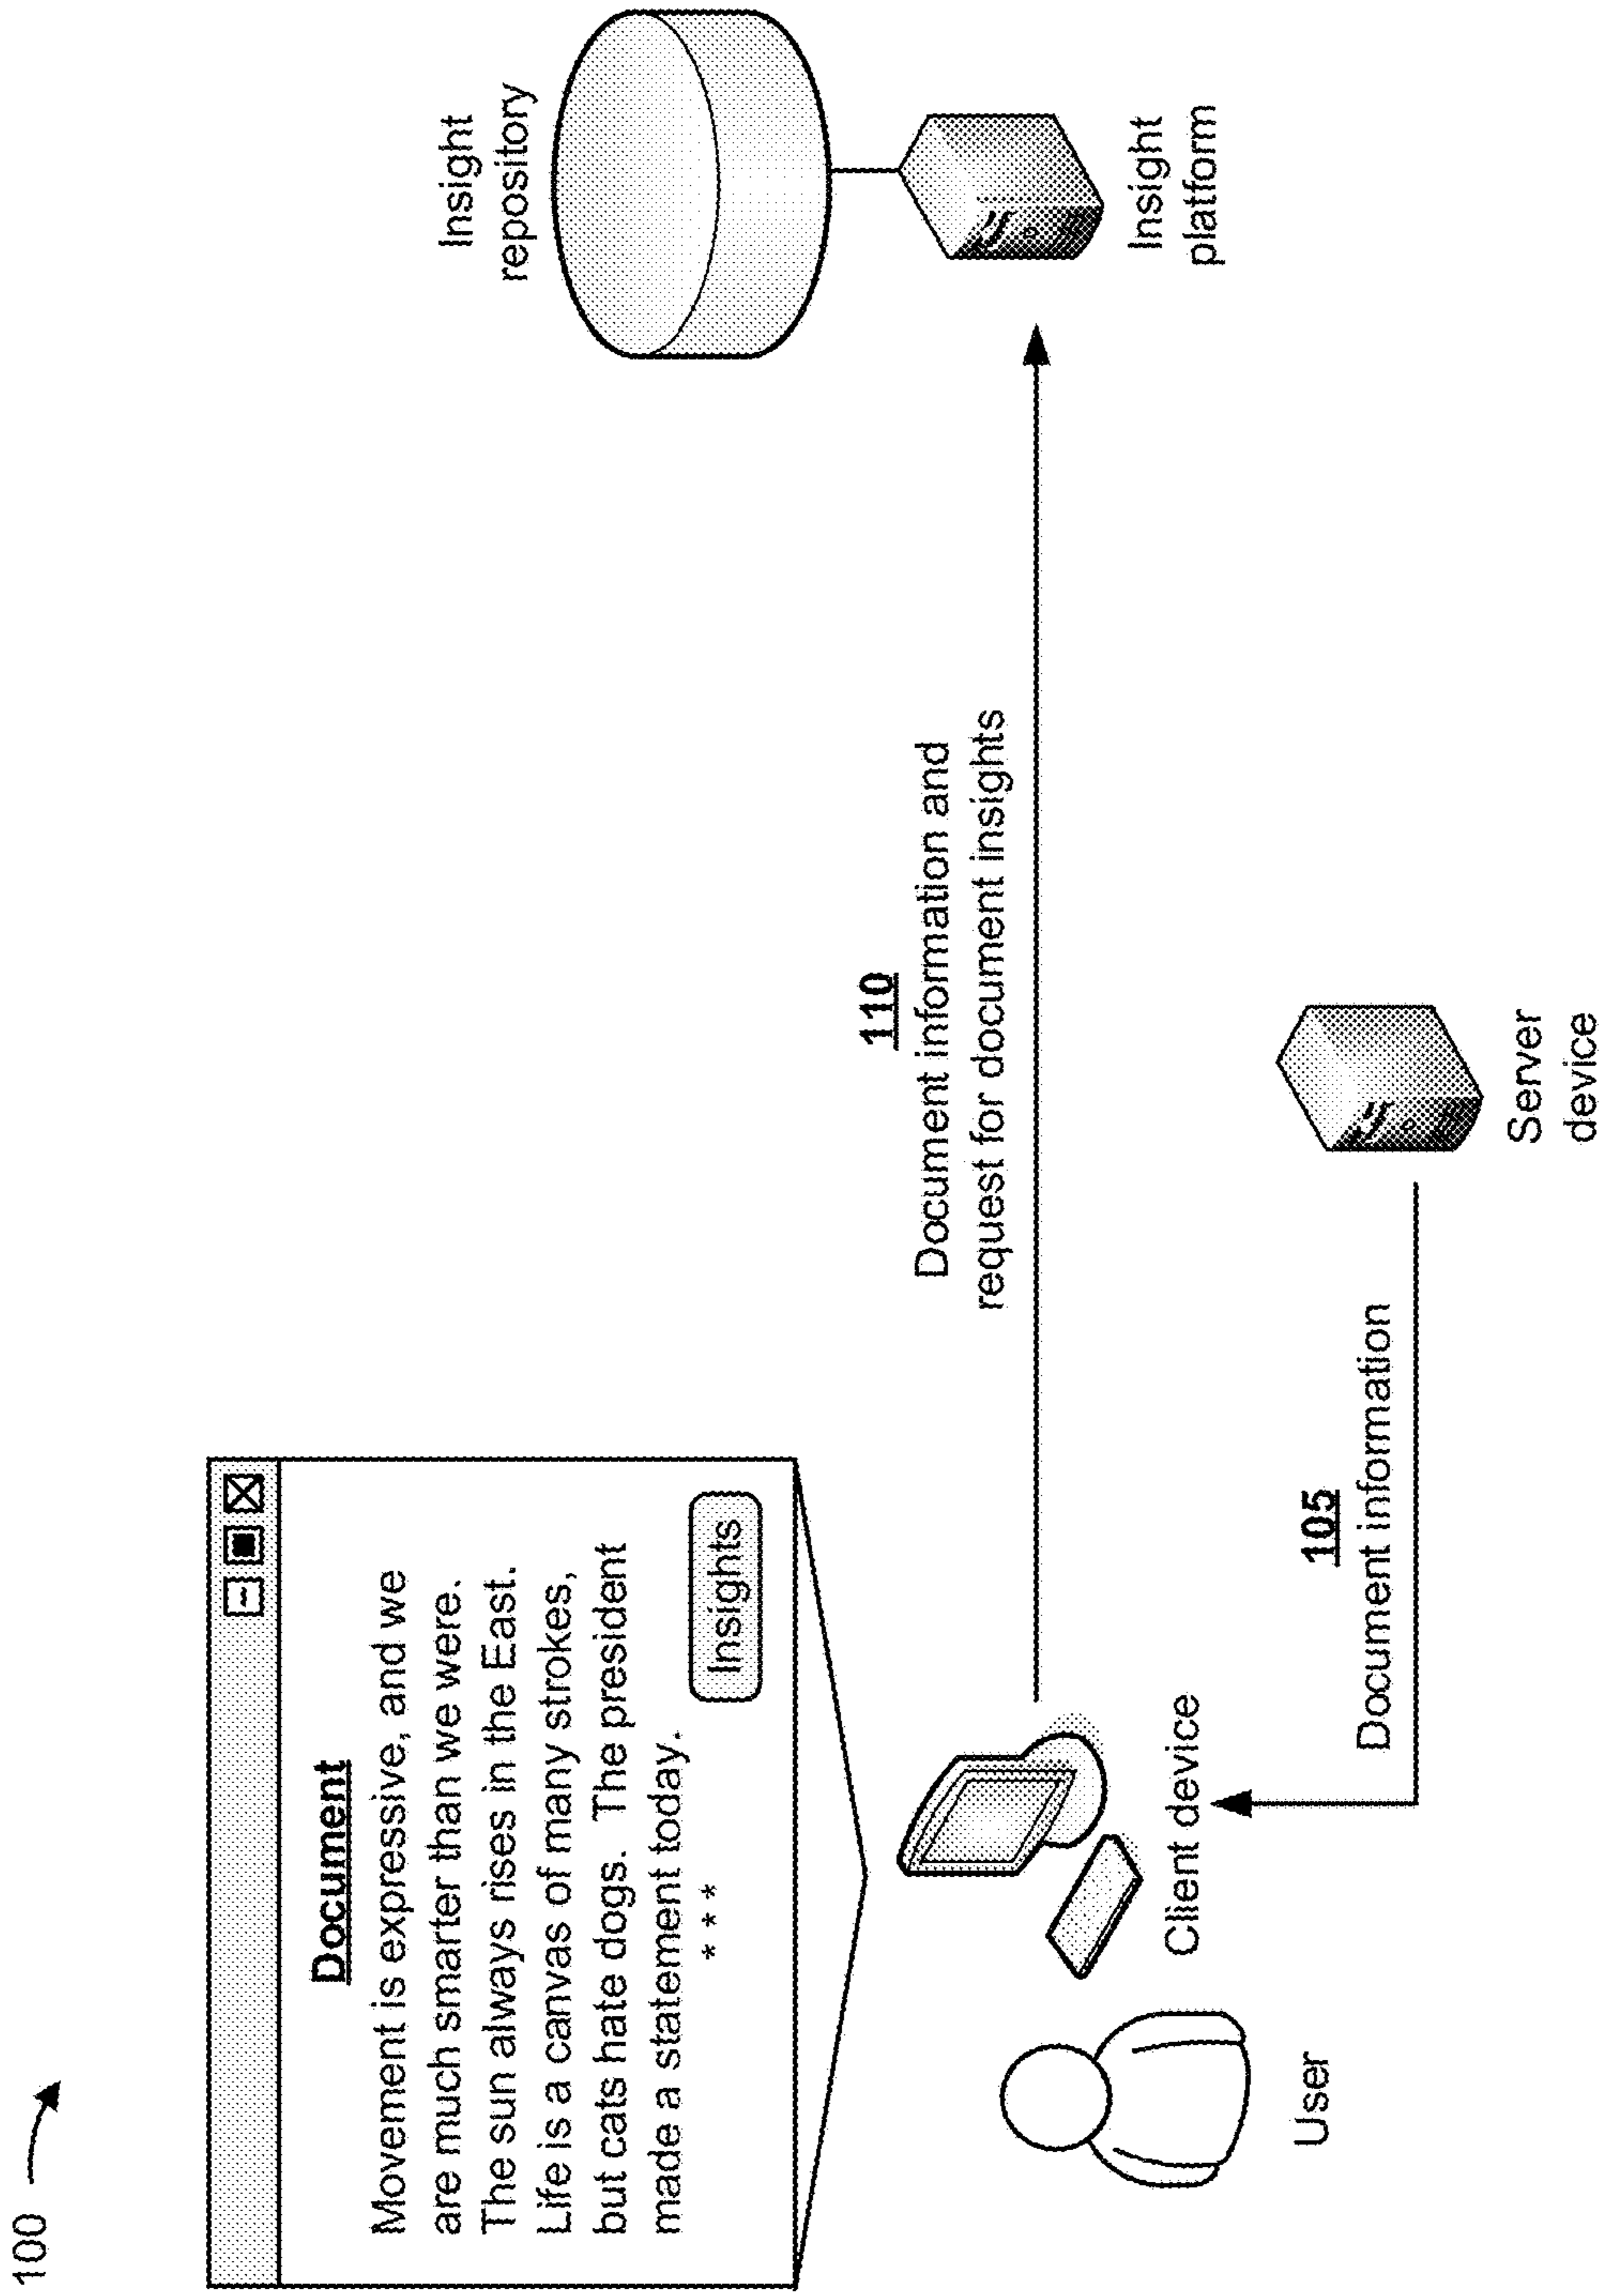 100
Document
Movement is expressive, and we
are much smarter than we were.
The sun always rises in the East.
Life is a canvas of many strokes,
but cats hate dogs.  The president
made a statement today.
* * *
Insights
Insight
repository
110
Document information and
request for document insights
Insight
platform
User
Client device
105
Document information
Server
device